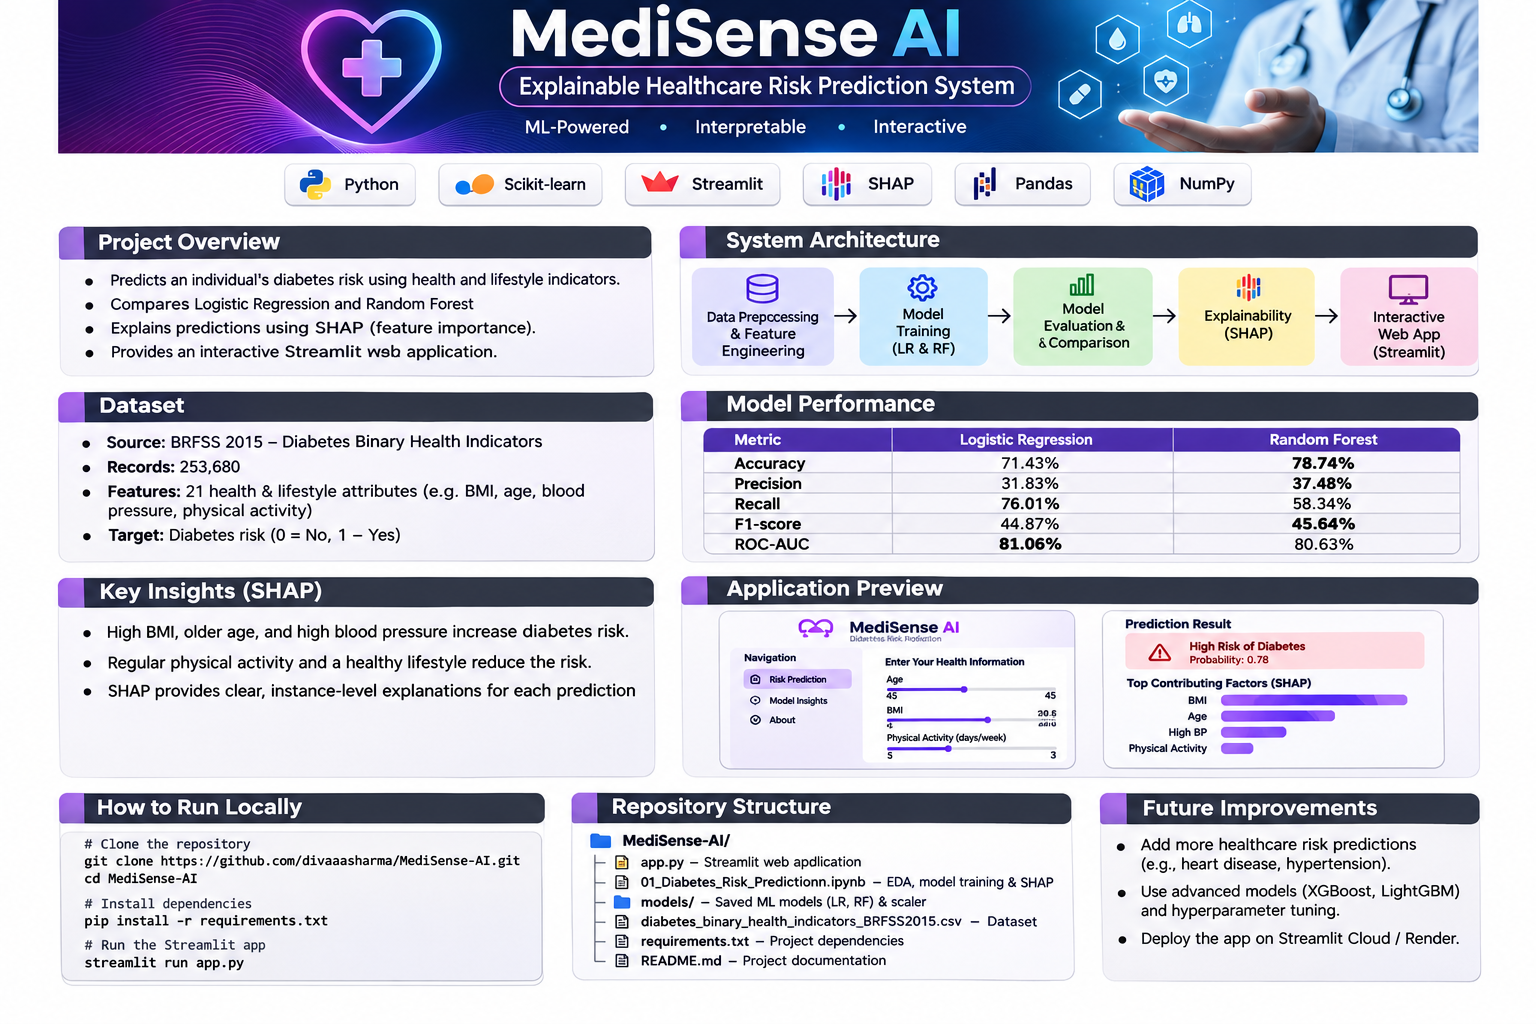 MediSense AI
Explainable Healthcare Risk Prediction System
ML-Powered • Interpretable • Interactive
Python
Scikit-learn
Streamlit
SHAP
Pandas
NumPy
Project Overview
• Predicts an individual's diabetes risk using health and lifestyle indicators.
• Compares Logistic Regression and Random Forest
• Explains predictions using SHAP (feature importance).
• Provides an interactive Streamlit wsb application.
System Architecture
Data Prepccessing
& Feature
Engineering
Model
Training
(LR & RF)
Model
Evaluation &
& Comparison
Explainability
(SHAP)
Interactive
Web App
(Streamlit)
Dataset
• Source: BRFSS 2015 – Diabetes Binary Health Indicators
• Records: 253,680
• Features: 21 health & lifestyle attributes (e.g. BMI, age, blood
pressure, physical activity)
• Target: Diabetes risk (0 = No, 1 – Yes)
Model Performance
Metric Logistic Regression Random Forest
Accuracy 71.43% 78.74%
Precision 31.83% 37.48%
Recall 76.01% 58.34%
F1-score 44.87% 45.64%
ROC-AUC 81.06% 80.63%
Key Insights (SHAP)
• High BMI, older age, and high blood pressure increase diabetes risk.
• Regular physical activity and a healthy lifestyle reduce the risk.
• SHAP provides clear, instance-level explanations for each prediction
Application Preview
MediSense AI
Risk
Navigation
Risk Prediction
Model Insights
About
Enter Your Health Information
Age
45 45
BMI
Physical Activity (days/week)
5 3
Prediction Result
High Risk of Diabetes
Probability: 0.78
Top Contributing Factors (SHAP)
BMI
Age
High BP
Physical Activity
How to Run Locally
# Clone the repository
git clone https://github.com/divaaasharma/MediSense-AI.git
cd MediSense-AI
# Install dependencies
pip install -r requirements.txt
# Run the Streamlit app
streamlit run app.py
Repository Structure
MediSense-AI/
app.py – Streamlit web apdlication
01_Diabetes_Risk_Predictionn.ipynb – EDA, model training & SHAP
models/ – Saved ML models (LR, RF) & scaler
diabetes_binary_health_indicators_BRFSS2015.csv – Dataset
requirements.txt – Project dependencies
README.md – Project documentation
Future Improvements
• Add more healthcare risk predictions
(e.g., heart disease, hypertension).
• Use advanced models (XGBoost, LightGBM)
and hyperparameter tuning.
• Deploy the app on Streamlit Cloud / Render.